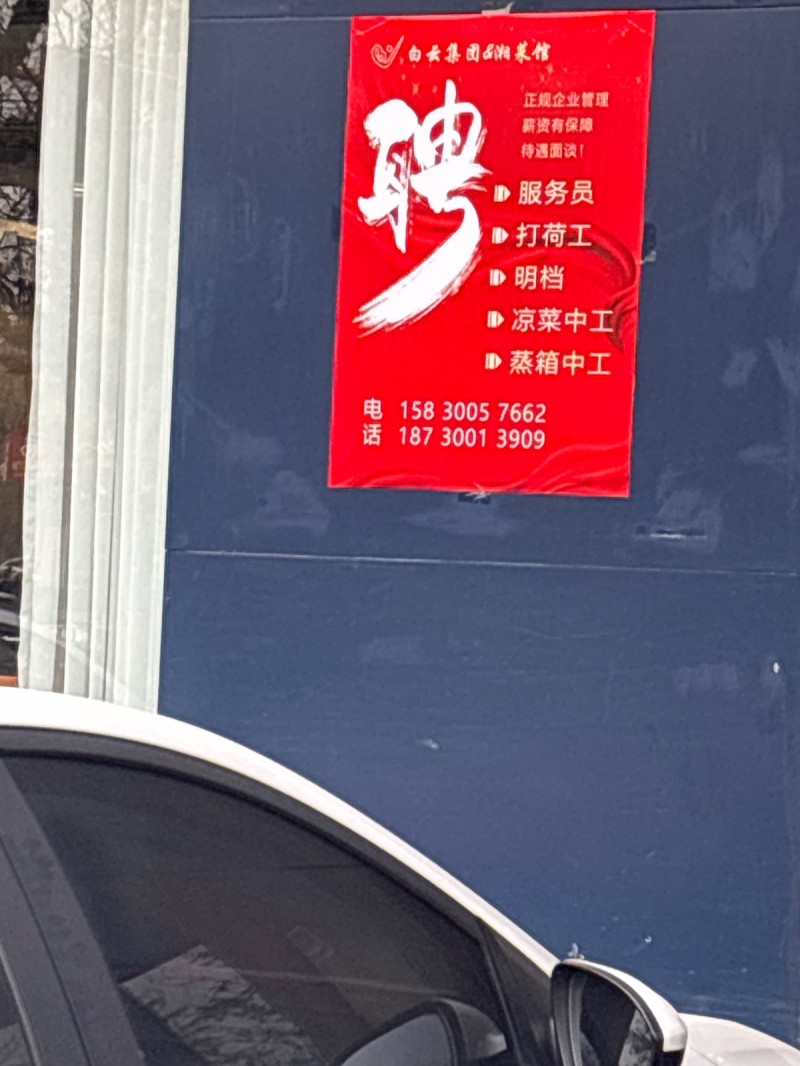 白云集团&湘菜馆
聘
正规企业管理
薪资有保障
待遇面谈！
服务员
打荷工
明档
凉菜中工
蒸箱中工
电话 158 3005 7662
187 3001 3909